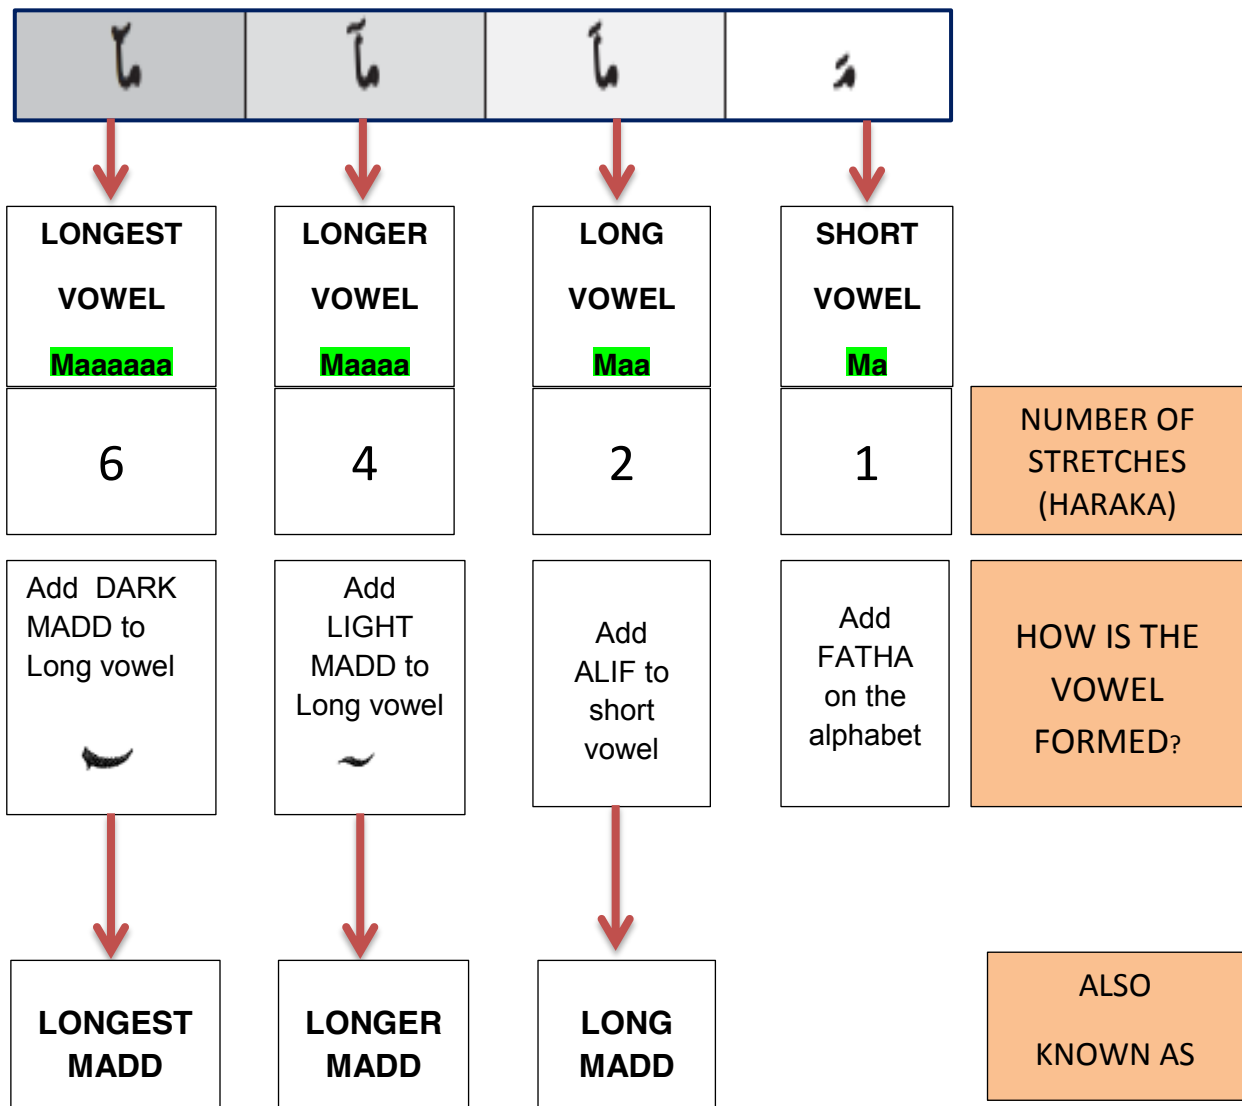 مآ مآ مَا مَ
LONGEST
VOWEL
Maaaaaa
LONGER
VOWEL
Maaaa
LONG
VOWEL
Maa
SHORT
VOWEL
Ma
6
4
2
1
NUMBER OF
STRETCHES
(HARAKA)
Add DARK
MADD to
Long vowel
Add
LIGHT
MADD to
Long vowel
Add
ALIF to
short
vowel
Add
FATHA
on the
alphabet
HOW IS THE
VOWEL
FORMED?
LONGEST
MADD
LONGER
MADD
LONG
MADD
ALSO
KNOWN AS